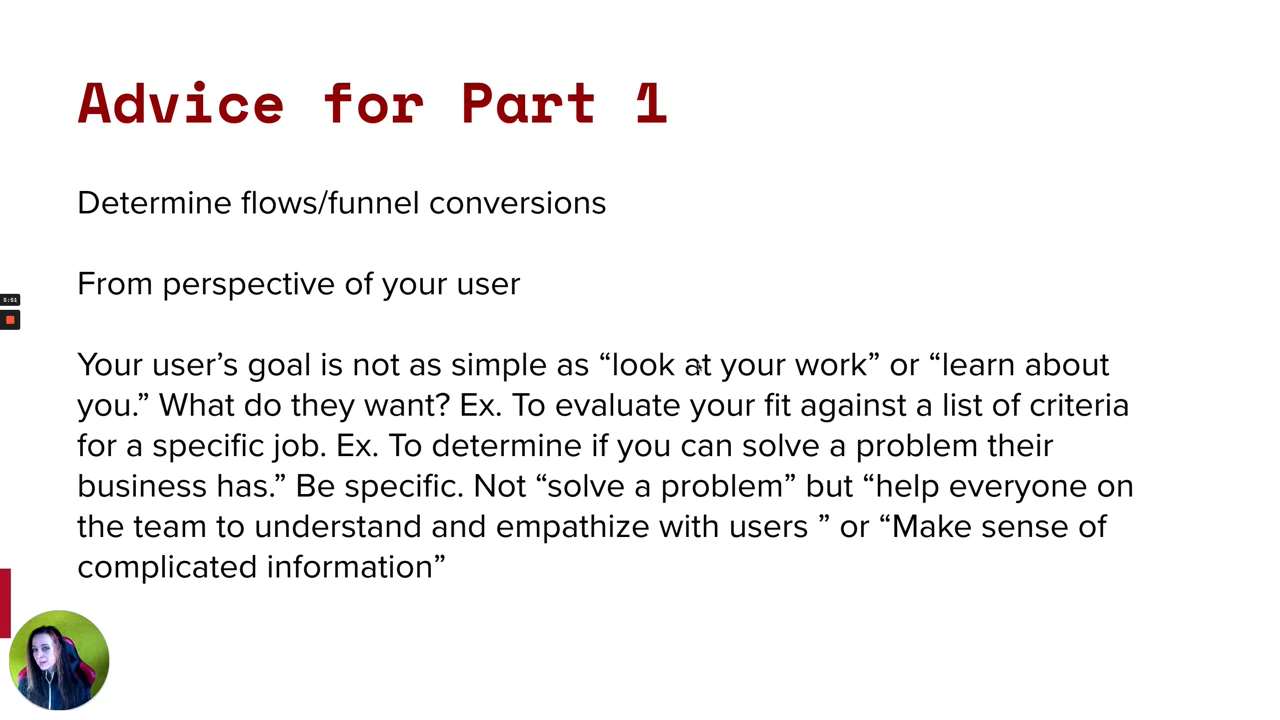 Advice for Part 1
Determine flows/funnel conversions
From perspective of your user
5:51
Your user’s goal is not as simple as “look at your work” or “learn about
you.” What do they want? Ex. To evaluate your fit against a list of criteria
for a specific job. Ex. To determine if you can solve a problem their
business has.” Be specific. Not “solve a problem” but “help everyone on
the team to understand and empathize with users ” or “Make sense of
complicated information”